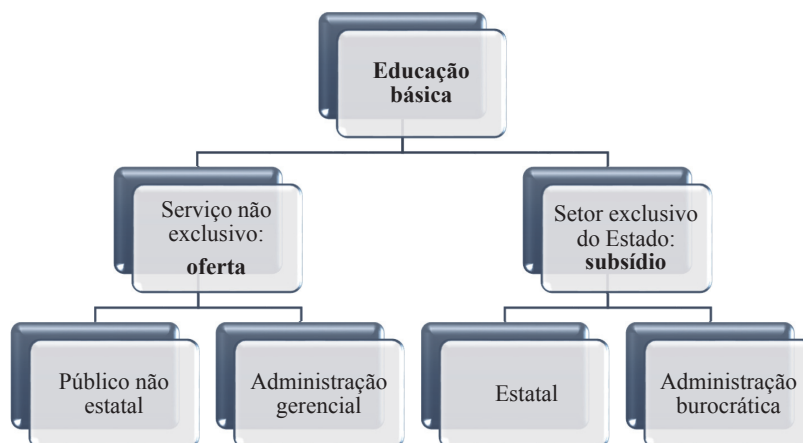 Educação
básica
Serviço não
exclusivo:
oferta
Setor exclusivo
do Estado:
subsídio
Público não
estatal
Administração
gerencial
Estatal
Administração
burocrática